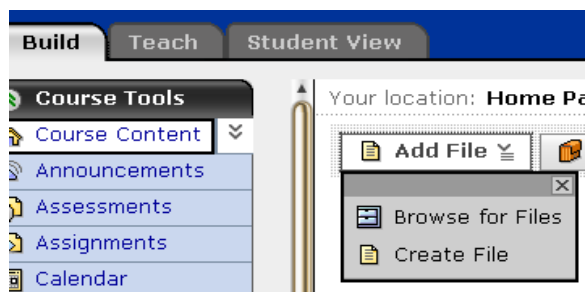 Build Teach Student View
Course Tools
Your location: Home Pa
Course Content
Add File
Announcements
Assessments
Browse for Files
Assignments
Create File
Calendar